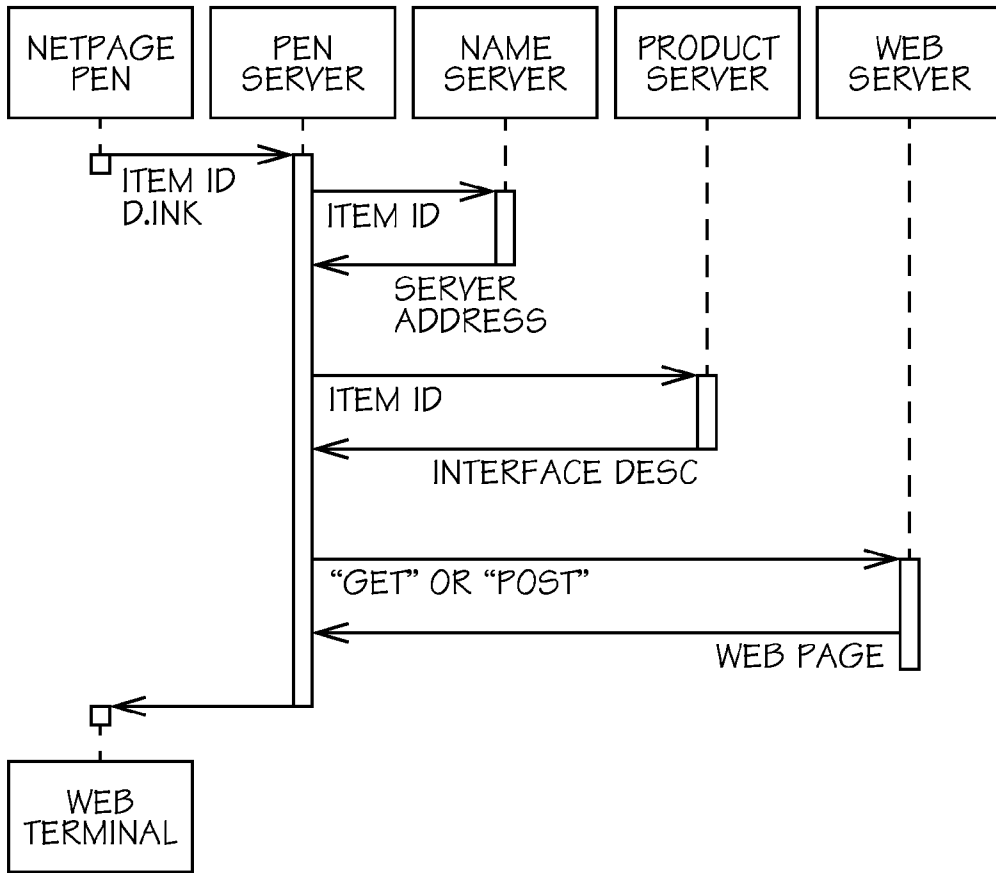 NETPAGE
PEN
PEN
SERVER
NAME
SERVER
PRODUCT
SERVER
WEB
SERVER
ITEM ID
D.INK
ITEM ID
SERVER
ADDRESS
ITEM ID
INTERFACE DESC
“GET” OR “POST”
WEB PAGE
WEB
TERMINAL